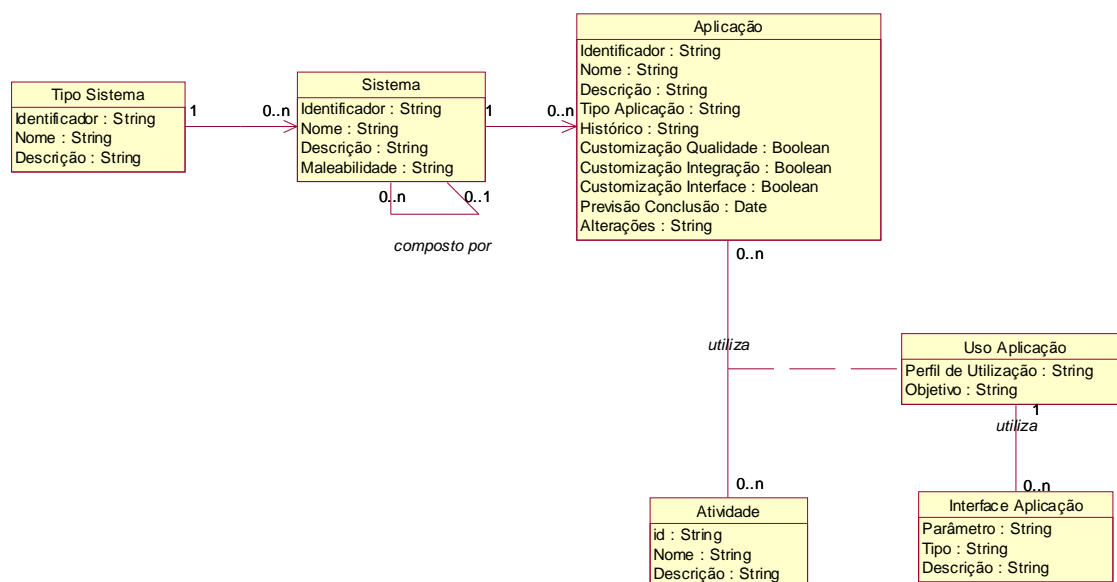 Tipo Sistema
Identificador : String
Nome : String
Descrição : String
1
0..n
Sistema
Identificador : String
Nome : String
Descrição : String
Maleabilidade : String
0..n
0..1
composto por
1
0..n
Aplicação
Identificador : String
Nome : String
Descrição : String
Tipo Aplicação : String
Histórico : String
Customização Qualidade : Boolean
Customização Integração : Boolean
Customização Interface : Boolean
Previsão Conclusão : Date
Alterações : String
0..n
utiliza
Uso Aplicação
Perfil de Utilização : String
Objetivo : String
1
utiliza
0..n
0..n
Atividade
id : String
Nome : String
Descrição : String
Interface Aplicação
Parâmetro : String
Tipo : String
Descrição : String